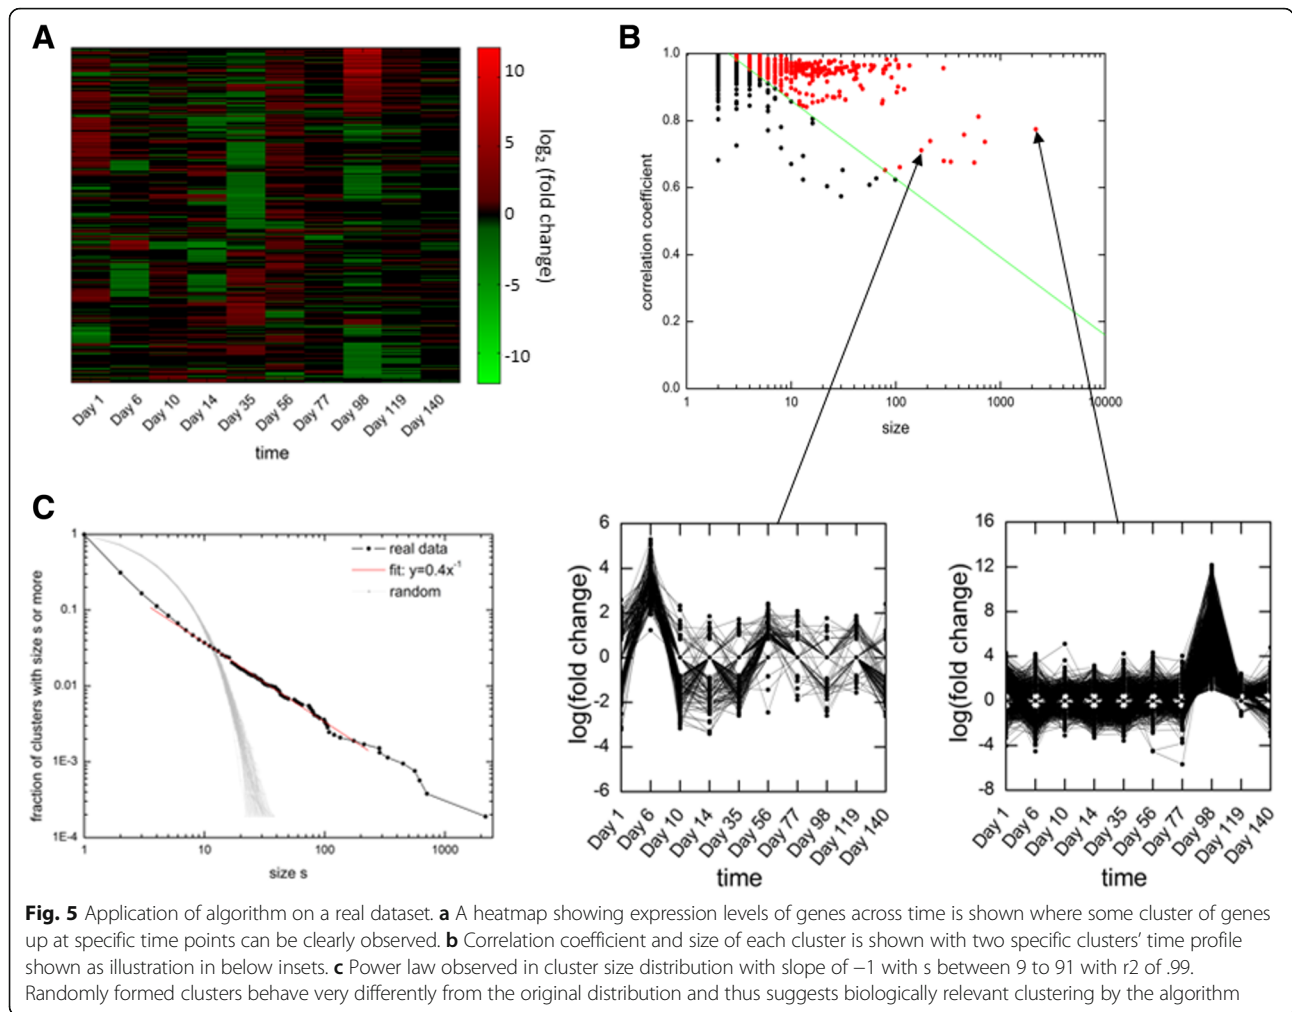 A
10
5
0
-5
-10
log2 (fold change)
Day 1
Day 6
Day 10
Day 14
Day 35
Day 56
Day 77
Day 98
Day 119
Day 140
time
B
1.0
0.8
0.6
0.4
0.2
0.0
correlation coefficient
1
10
100
1000
10000
size
C
1
0.1
0.01
1E-3
1E-4
fraction of clusters with size s or more
real data
fit: y=0.4x⁻¹
random
1
10
100
1000
size s
6
4
2
0
-2
-4
-6
log(fold change)
Day 1
Day 6
Day 10
Day 14
Day 35
Day 56
Day 77
Day 98
Day 119
Day 140
time
16
12
8
4
0
-4
-8
log(fold change)
Day 1
Day 6
Day 10
Day 14
Day 35
Day 56
Day 77
Day 98
Day 119
Day 140
time
Fig. 5 Application of algorithm on a real dataset. a A heatmap showing expression levels of genes across time is shown where some cluster of genes
up at specific time points can be clearly observed. b Correlation coefficient and size of each cluster is shown with two specific clusters' time profile
shown as illustration in below insets. c Power law observed in cluster size distribution with slope of −1 with s between 9 to 91 with r2 of .99.
Randomly formed clusters behave very differently from the original distribution and thus suggests biologically relevant clustering by the algorithm